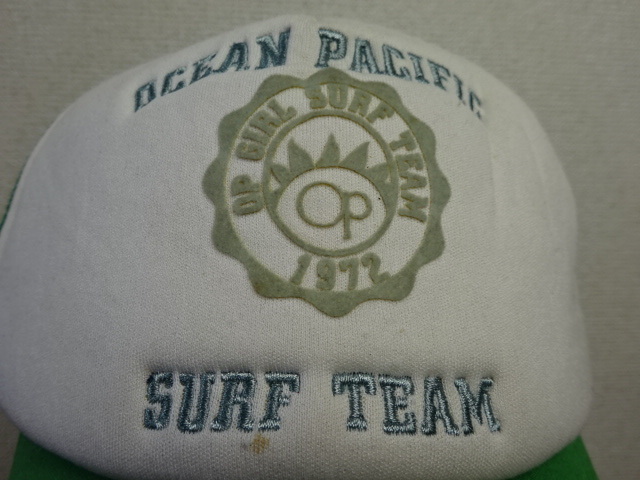 OCEAN PACIFIC
OP GIRL SURF TEAM
Op
1972
SURF TEAM